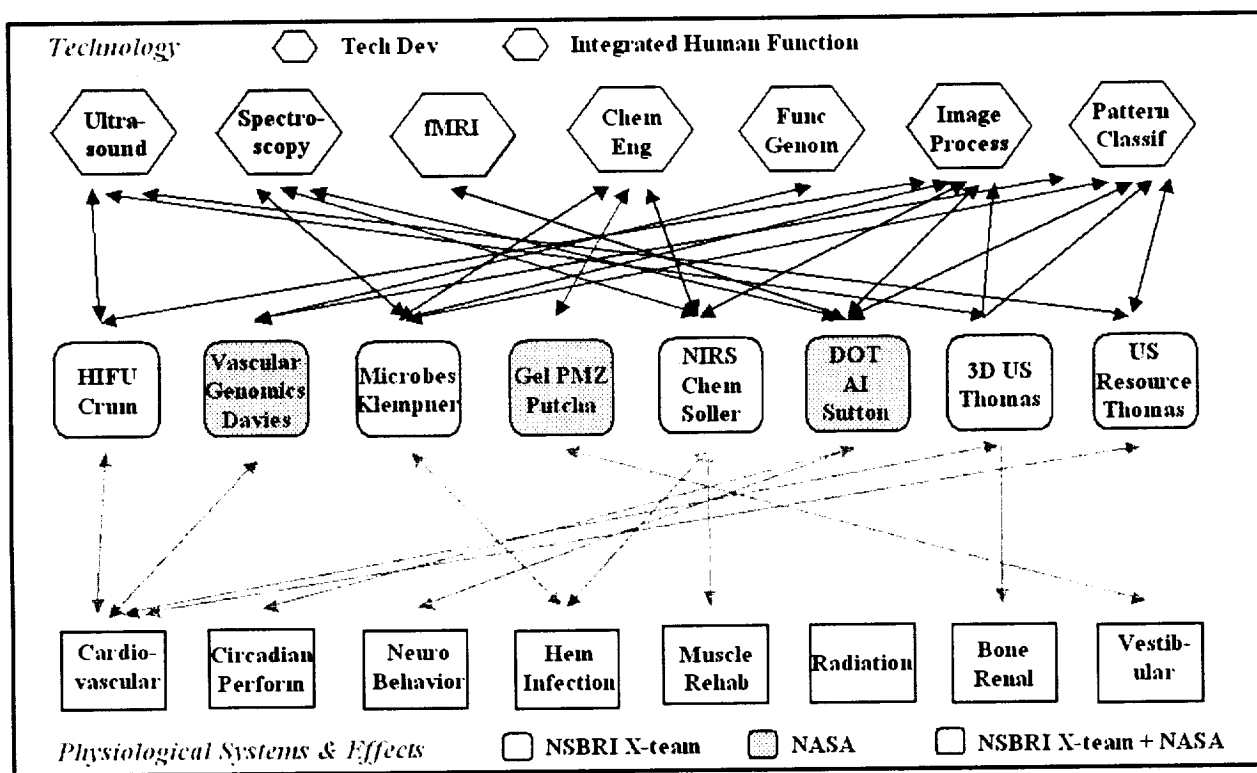 Technology
Tech Dev
Integrated Human Function
Ultra-
sound
Spectro-
scopy
fMRI
Chem
Eng
Func
Genom
Image
Process
Pattern
Classif
HIFU
Crum
Vascular
Genomics
Davies
Microbes
Klempner
Gel PMZ
Putcha
NIRS
Chem
Soller
DOT
AI
Sutton
3D US
Thomas
US
Resource
Thomas
Cardio-
vascular
Circadian
Perform
Neuro
Behavior
Hem
Infection
Muscle
Rehab
Radiation
Bone
Renal
Vestib-
ular
Physiological Systems & Effects
NSBRI X-team
NASA
NSBRI X-team + NASA